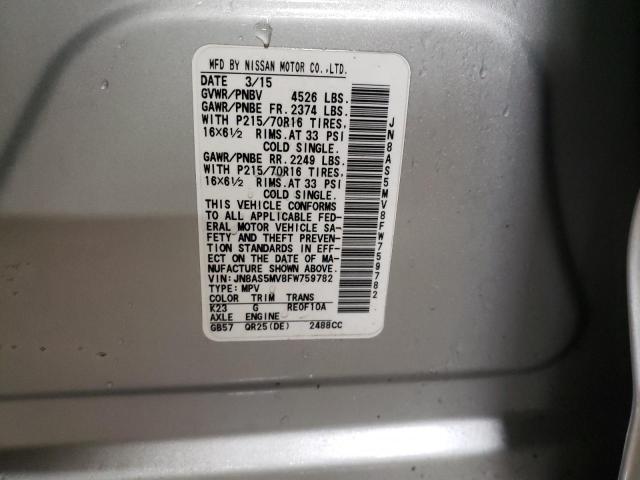 MFD BY NISSAN MOTOR CO.,LTD.
DATE 3/15
GVWR/PNBV 4526 LBS.
GAWR/PNBE FR. 2374 LBS.
WITH P215/70R16 TIRES,
16X6½ RIMS. AT 33 PSI
COLD SINGLE.
GAWR/PNBE RR. 2249 LBS.
WITH P215/70R16 TIRES,
16X6½ RIMS. AT 33 PSI
COLD SINGLE.
THIS VEHICLE CONFORMS
TO ALL APPLICABLE FED-
ERAL MOTOR VEHICLE SA-
FETY AND THEFT PREVEN-
TION STANDARDS IN EFF-
ECT ON THE DATE OF MA-
NUFACTURE SHOWN ABOVE.
VIN: JN8AS5MV8FW759782
TYPE: MPV
COLOR TRIM TRANS
K23 G RE0F10A
AXLE ENGINE
GB57 QR25(DE) 2488CC
JN8AS5MV8FW759782